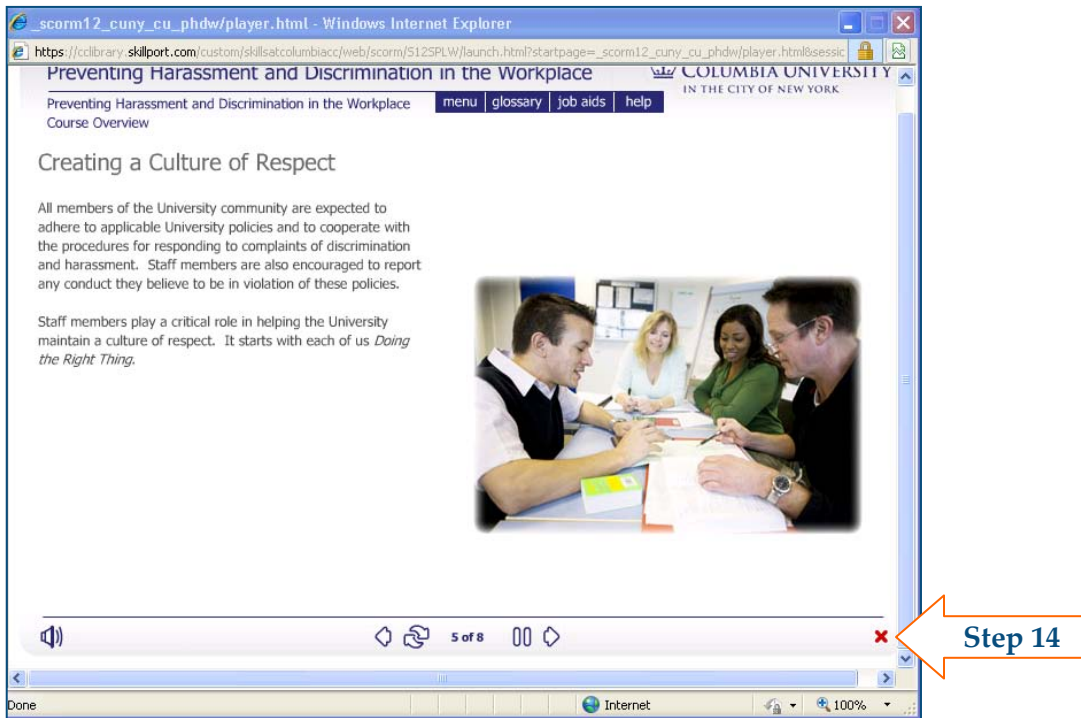 _scorm12_cuny_cu_phdw/player.html - Windows Internet Explorer
https://cclibrary.skillport.com/custom/skillsatcolumbiacc/web/scorm/S12SPLW/launch.html?startpage=_scorm12_cuny_cu_phdw/player.html&sessic
Preventing Harassment and Discrimination in the Workplace
COLUMBIA UNIVERSITY
IN THE CITY OF NEW YORK
Preventing Harassment and Discrimination in the Workplace
menu glossary job aids help
Course Overview
Creating a Culture of Respect
All members of the University community are expected to
adhere to applicable University policies and to cooperate with
the procedures for responding to complaints of discrimination
and harassment. Staff members are also encouraged to report
any conduct they believe to be in violation of these policies.
Staff members play a critical role in helping the University
maintain a culture of respect. It starts with each of us Doing
the Right Thing.
5 of 8
Step 14
Done
Internet
100%